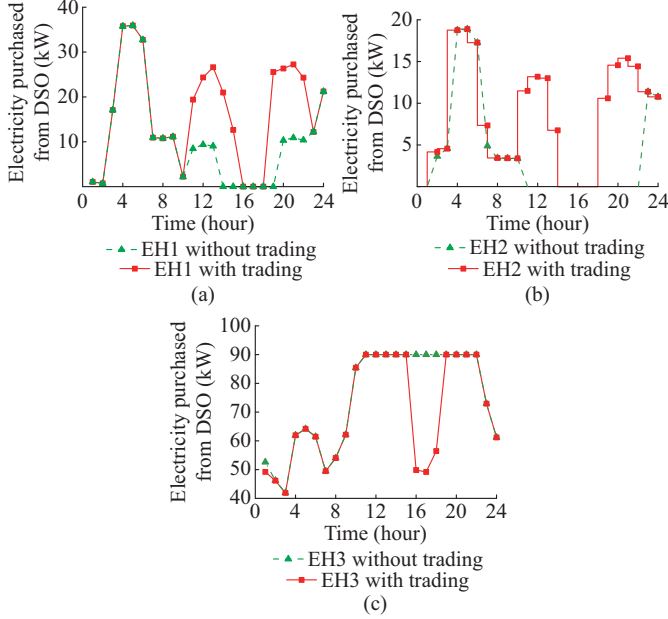 Electricity purchased
from DSO (kW)
40
30
20
10
0
4
8
12
16
20
24
Time (hour)
EH1 without trading
EH1 with trading
(a)
Electricity purchased
from DSO (kW)
20
15
10
5
0
4
8
12
16
20
24
Time (hour)
EH2 without trading
EH2 with trading
(b)
Electricity purchased
from DSO (kW)
100
90
80
70
60
50
40
0
4
8
12
16
20
24
Time (hour)
EH3 without trading
EH3 with trading
(c)